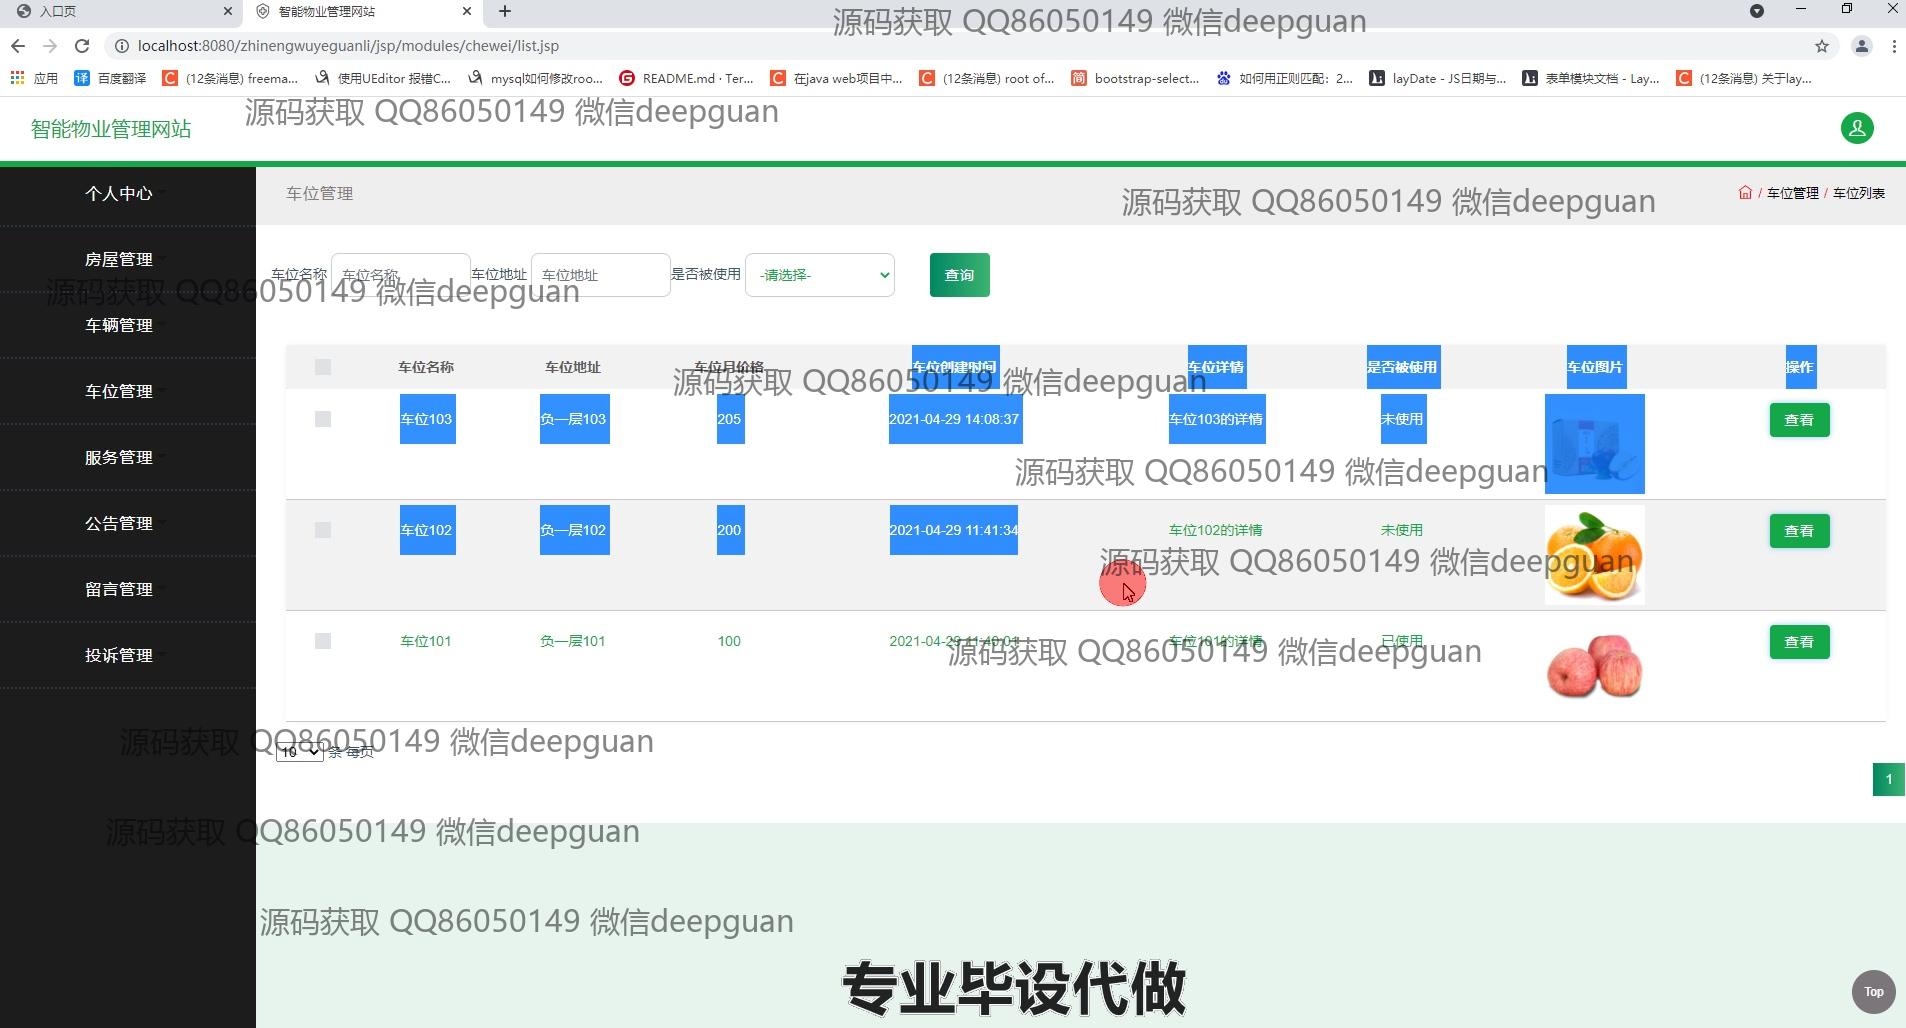 入口页
智能物业管理网站
源码获取 QQ86050149 微信deepguan
localhost:8080/zhinengwuyeguanli/jsp/modules/chewei/list.jsp
应用 百度翻译 (12条消息) freema... 使用UEditor 报错C... mysql如何修改roo... README.md · Ter... 在java web项目中... (12条消息) root of... bootstrap-select... 如何用正则匹配：2... layDate - JS日期与... 表单模块文档 - Lay... (12条消息) 关于lay...
源码获取 QQ86050149 微信deepguan
智能物业管理网站
个人中心
房屋管理
车辆管理
车位管理
服务管理
公告管理
留言管理
投诉管理
车位管理
源码获取 QQ86050149 微信deepguan
/ 车位管理 / 车位列表
车位名称 车位名称 车位地址 车位地址 是否被使用 -请选择- 查询
源码获取 QQ86050149 微信deepguan
车位名称 车位地址 车位月价格 车位创建时间 车位详情 是否被使用 车位图片 操作
源码获取 QQ86050149 微信deepguan
车位103 负一层103 205 2021-04-29 14:08:37 车位103的详情 未使用 查看
源码获取 QQ86050149 微信deepguan
车位102 负一层102 200 2021-04-29 11:41:34 车位102的详情 未使用 查看
源码获取 QQ86050149 微信deepguan
车位101 负一层101 100 2021-04-29 11:40:01 车位101的详情 已使用 查看
源码获取 QQ86050149 微信deepguan
源码获取 QQ86050149 微信deepguan
10 条 每页
1
源码获取 QQ86050149 微信deepguan
源码获取 QQ86050149 微信deepguan
专业毕设代做
Top